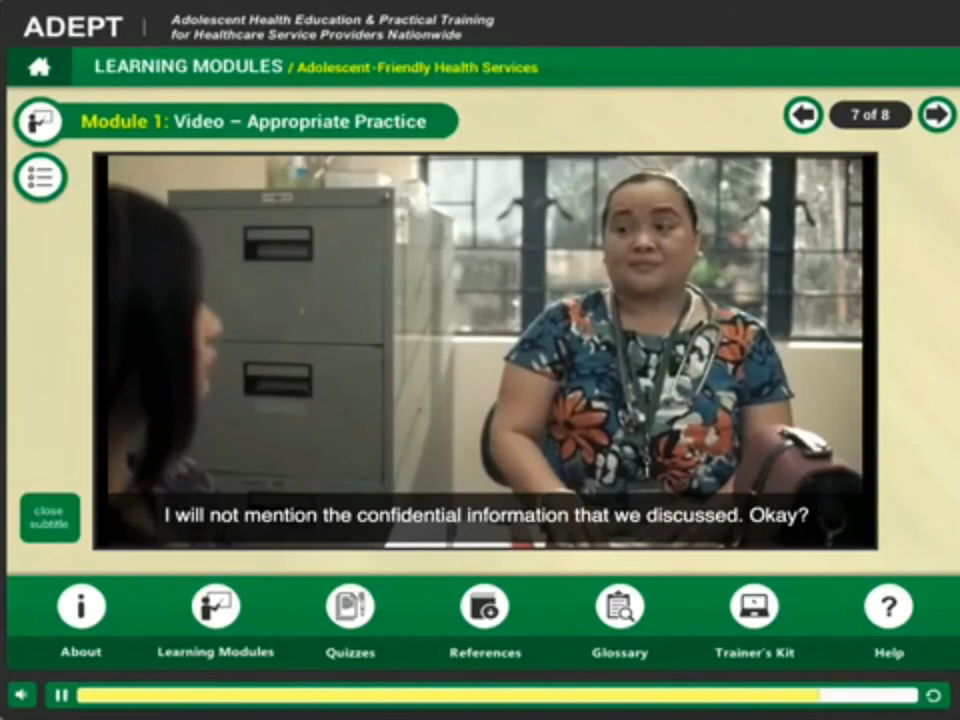 ADEPT
Adolescent Health Education & Practical Training
for Healthcare Service Providers Nationwide
LEARNING MODULES / Adolescent-Friendly Health Services
Module 1: Video – Appropriate Practice
7 of 8
close
subtitle
I will not mention the confidential information that we discussed. Okay?
About
Learning Modules
Quizzes
References
Glossary
Trainer's Kit
Help